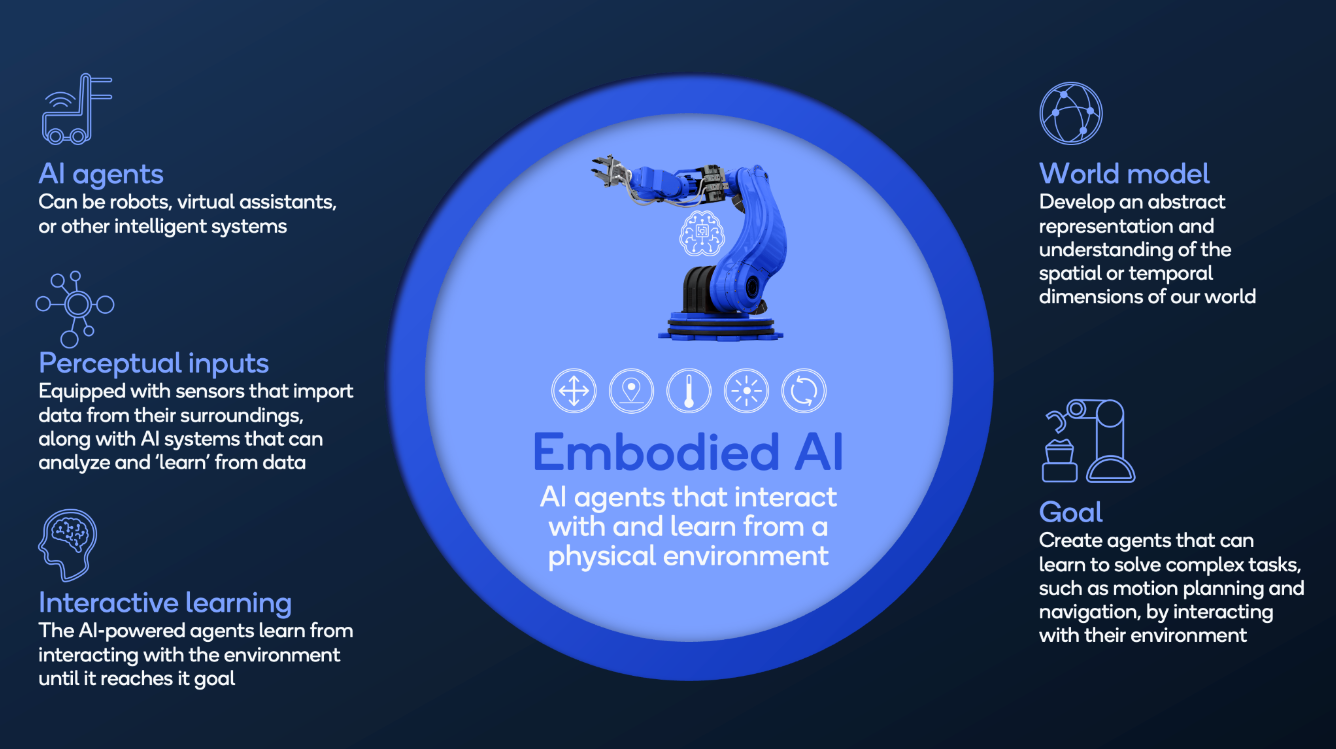 AI agents
Can be robots, virtual assistants,
or other intelligent systems
Perceptual inputs
Equipped with sensors that import
data from their surroundings,
along with AI systems that can
analyze and ‘learn’ from data
Interactive learning
The AI-powered agents learn from
interacting with the environment
until it reaches it goal
Embodied AI
AI agents that interact
with and learn from a
physical environment
World model
Develop an abstract
representation and
understanding of the
spatial or temporal
dimensions of our world
Goal
Create agents that can
learn to solve complex tasks,
such as motion planning and
navigation, by interacting
with their environment